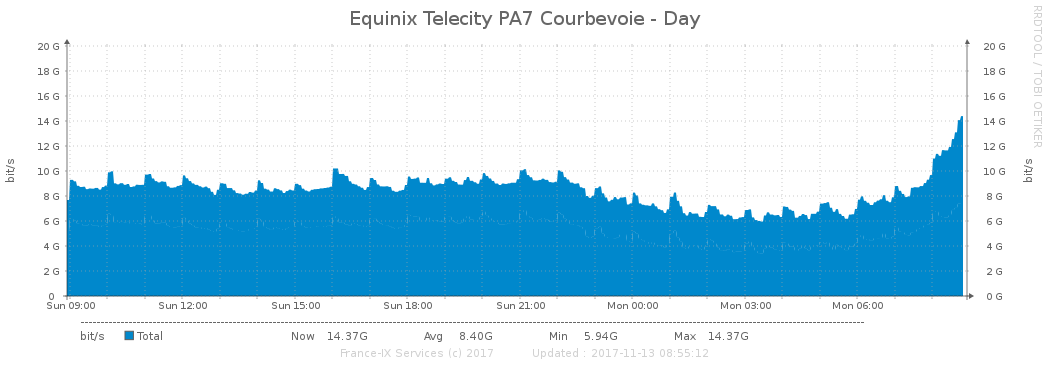 Equinix Telecity PA7 Courbevoie - Day
RRDTOOL / TOBI OETIKER
bit/s
bit/s
20 G 20 G
18 G 18 G
16 G 16 G
14 G 14 G
12 G 12 G
10 G 10 G
8 G 8 G
6 G 6 G
4 G 4 G
2 G 2 G
0 0 G
Sun 09:00 Sun 12:00 Sun 15:00 Sun 18:00 Sun 21:00 Mon 00:00 Mon 03:00 Mon 06:00
bit/s Total Now 14.37G Avg 8.40G Min 5.94G Max 14.37G
France-IX Services (c) 2017 Updated : 2017-11-13 08:55:12